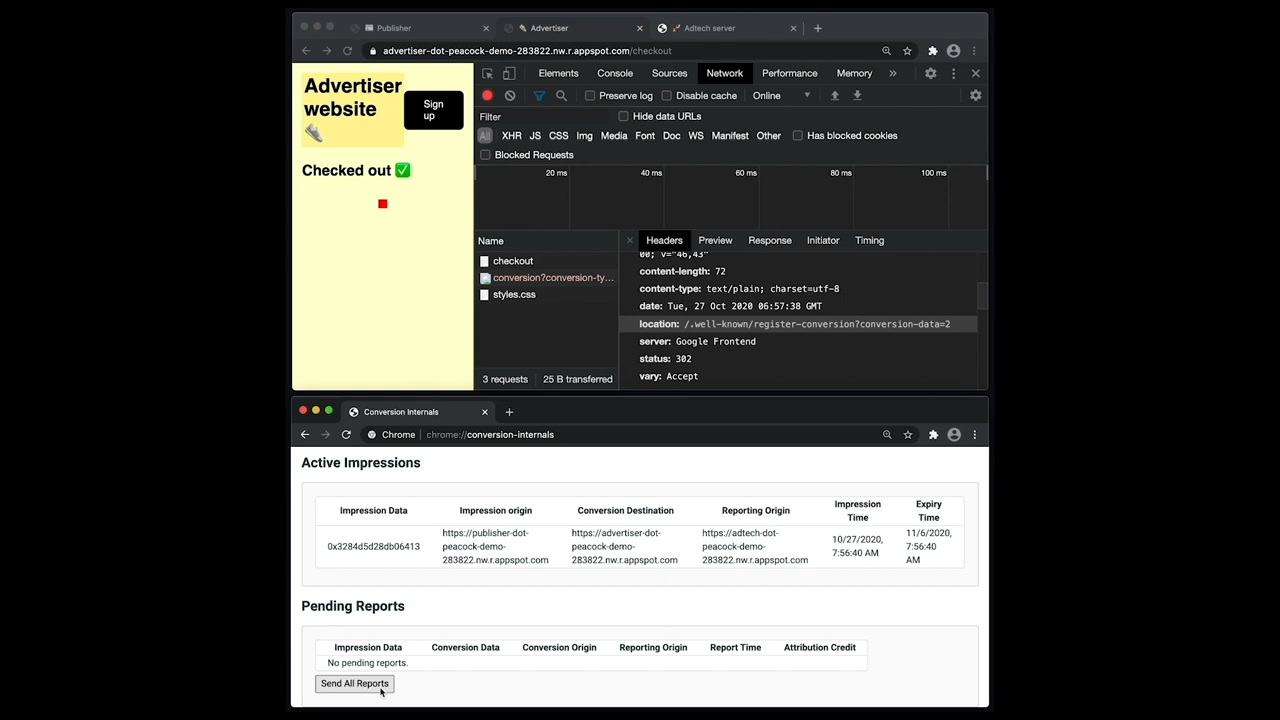 Publisher
Advertiser
Adtech server
advertiser-dot-peacock-demo-283822.nw.r.appspot.com/checkout
Advertiser
website
Sign
up
Checked out
Elements Console Sources Network Performance Memory »
Preserve log Disable cache Online
Filter Hide data URLs
All XHR JS CSS Img Media Font Doc WS Manifest Other Has blocked cookies
Blocked Requests
20 ms 40 ms 60 ms 80 ms 100 ms
Name
checkout
conversion?conversion-ty...
styles.css
3 requests 25 B transferred
Headers Preview Response Initiator Timing
00; v="46,43"
content-length: 72
content-type: text/plain; charset=utf-8
date: Tue, 27 Oct 2020 06:57:38 GMT
location: /.well-known/register-conversion?conversion-data=2
server: Google Frontend
status: 302
vary: Accept
Conversion Internals
Chrome chrome://conversion-internals
Active Impressions
Impression Data Impression origin Conversion Destination Reporting Origin Impression Time Expiry Time
0x3284d5d28db06413
https://publisher-dot-
peacock-demo-
283822.nw.r.appspot.com
https://advertiser-dot-
peacock-demo-
283822.nw.r.appspot.com
https://adtech-dot-
peacock-demo-
283822.nw.r.appspot.com
10/27/2020,
7:56:40 AM
11/6/2020,
7:56:40
AM
Pending Reports
Impression Data Conversion Data Conversion Origin Reporting Origin Report Time Attribution Credit
No pending reports.
Send All Reports